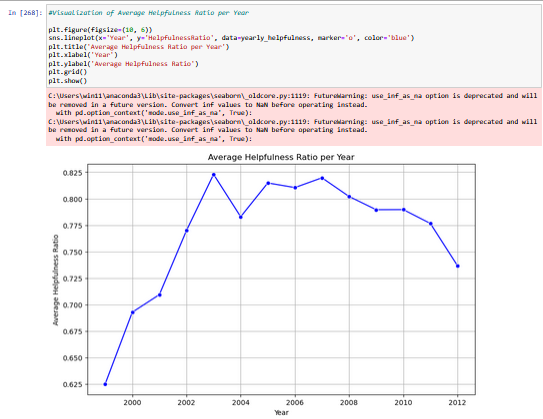 In [268]: #Visualization of Average Helpfulness Ratio per Year
plt.figure(figsize=(10, 6))
sns.lineplot(x='Year', y='HelpfulnessRatio', data=yearly_helpfulness, marker='o', color='blue')
plt.title('Average Helpfulness Ratio per Year')
plt.xlabel('Year')
plt.ylabel('Average Helpfulness Ratio')
plt.grid()
plt.show()
C:\Users\win11\anaconda3\Lib\site-packages\seaborn\_oldcore.py:1119: FutureWarning: use_inf_as_na option is deprecated and will
be removed in a future version. Convert inf values to NaN before operating instead.
with pd.option_context('mode.use_inf_as_na', True):
C:\Users\win11\anaconda3\Lib\site-packages\seaborn\_oldcore.py:1119: FutureWarning: use_inf_as_na option is deprecated and will
be removed in a future version. Convert inf values to NaN before operating instead.
with pd.option_context('mode.use_inf_as_na', True):
Average Helpfulness Ratio per Year
Average Helpfulness Ratio
0.825
0.800
0.775
0.750
0.725
0.700
0.675
0.650
0.625
2000 2002 2004 2006 2008 2010 2012
Year